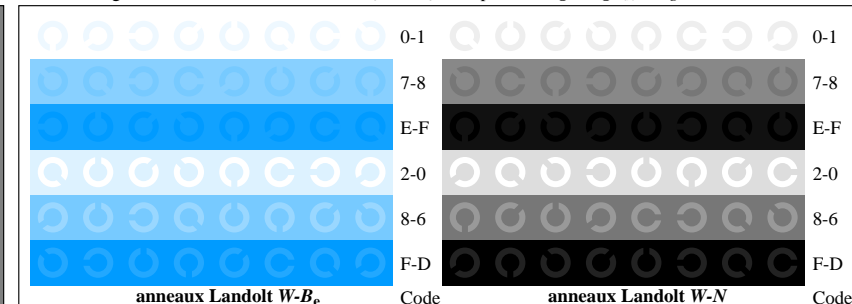 0-1 0-1
7-8 7-8
E-F E-F
2-0 2-0
8-6 8-6
F-D F-D
anneaux Landolt W-Be Code anneaux Landolt W-N Code